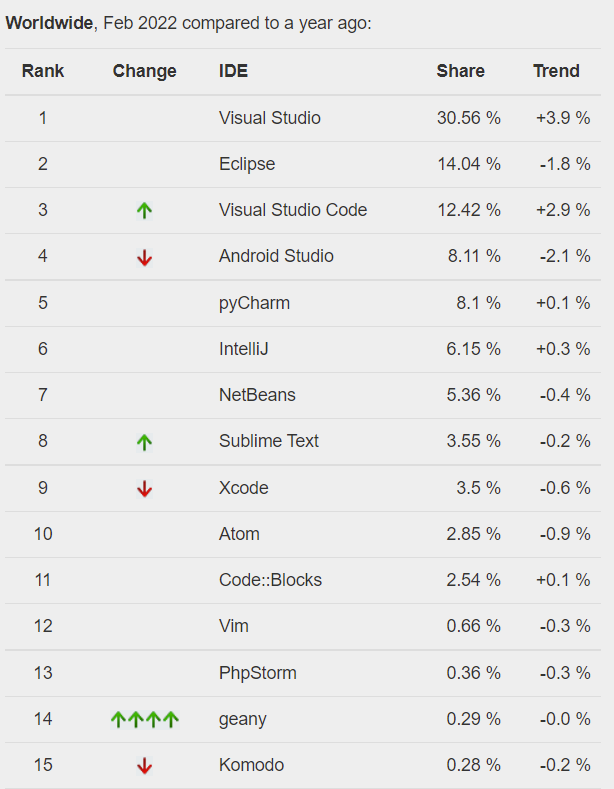 Worldwide, Feb 2022 compared to a year ago:
Rank Change IDE Share Trend
1 Visual Studio 30.56 % +3.9 %
2 Eclipse 14.04 % -1.8 %
3 ↑ Visual Studio Code 12.42 % +2.9 %
4 ↓ Android Studio 8.11 % -2.1 %
5 pyCharm 8.1 % +0.1 %
6 IntelliJ 6.15 % +0.3 %
7 NetBeans 5.36 % -0.4 %
8 ↑ Sublime Text 3.55 % -0.2 %
9 ↓ Xcode 3.5 % -0.6 %
10 Atom 2.85 % -0.9 %
11 Code::Blocks 2.54 % +0.1 %
12 Vim 0.66 % -0.3 %
13 PhpStorm 0.36 % -0.3 %
14 ↑↑↑↑ geany 0.29 % -0.0 %
15 ↓ Komodo 0.28 % -0.2 %